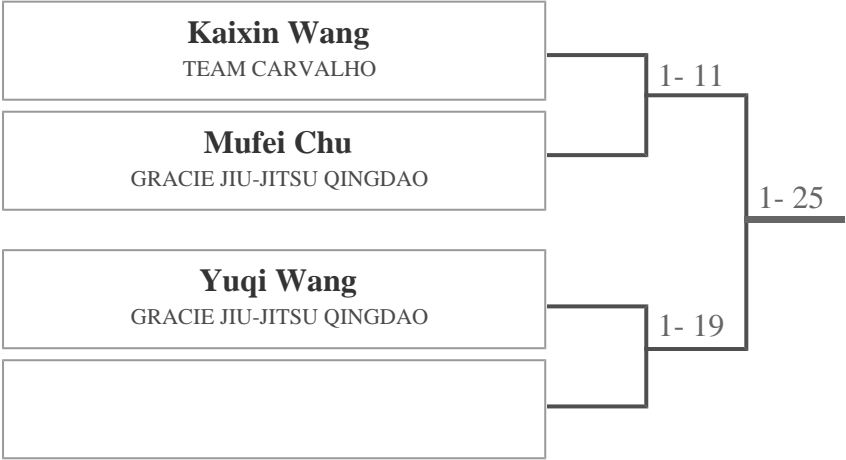 Kaixin Wang
TEAM CARVALHO
1- 11
Mufei Chu
GRACIE JIU-JITSU QINGDAO
1- 25
Yuqi Wang
GRACIE JIU-JITSU QINGDAO
1- 19